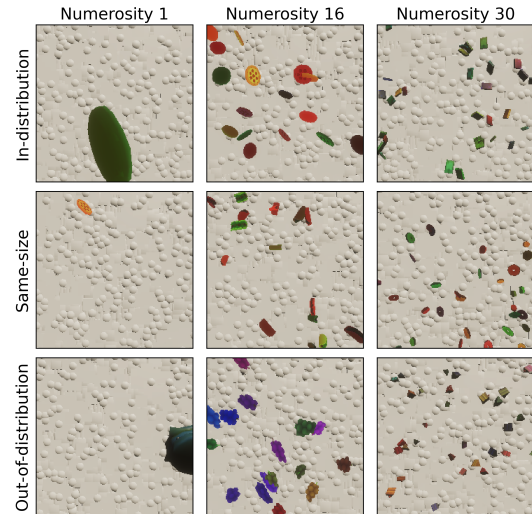 Numerosity 1
Numerosity 16
Numerosity 30
In-distribution
Same-size
Out-of-distribution